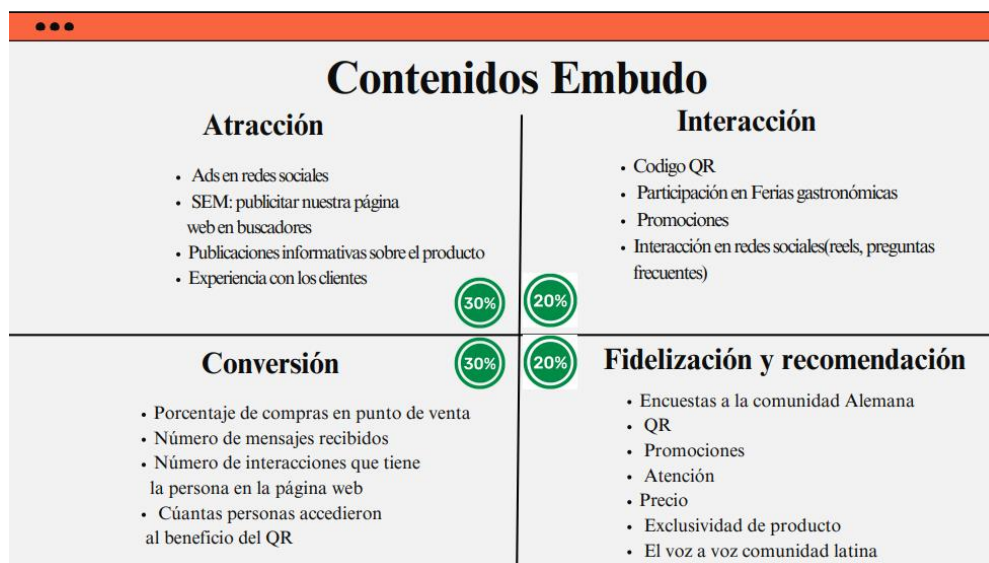 Contenidos Embudo
Atracción
• Ads en redes sociales
• SEM: publicitar nuestra página
web en buscadores
• Publicaciones informativas sobre el producto
• Experiencia con los clientes
30%
Interacción
• Codigo QR
• Participación en Ferias gastronómicas
• Promociones
• Interacción en redes sociales(reels, preguntas
frecuentes)
20%
Conversión
30%
• Porcentaje de compras en punto de venta
• Número de mensajes recibidos
• Número de interacciones que tiene
la persona en la página web
• Cúantas personas accedieron
al beneficio del QR
20%
Fidelización y recomendación
• Encuestas a la comunidad Alemana
• QR
• Promociones
• Atención
• Precio
• Exclusividad de producto
• El voz a voz comunidad latina